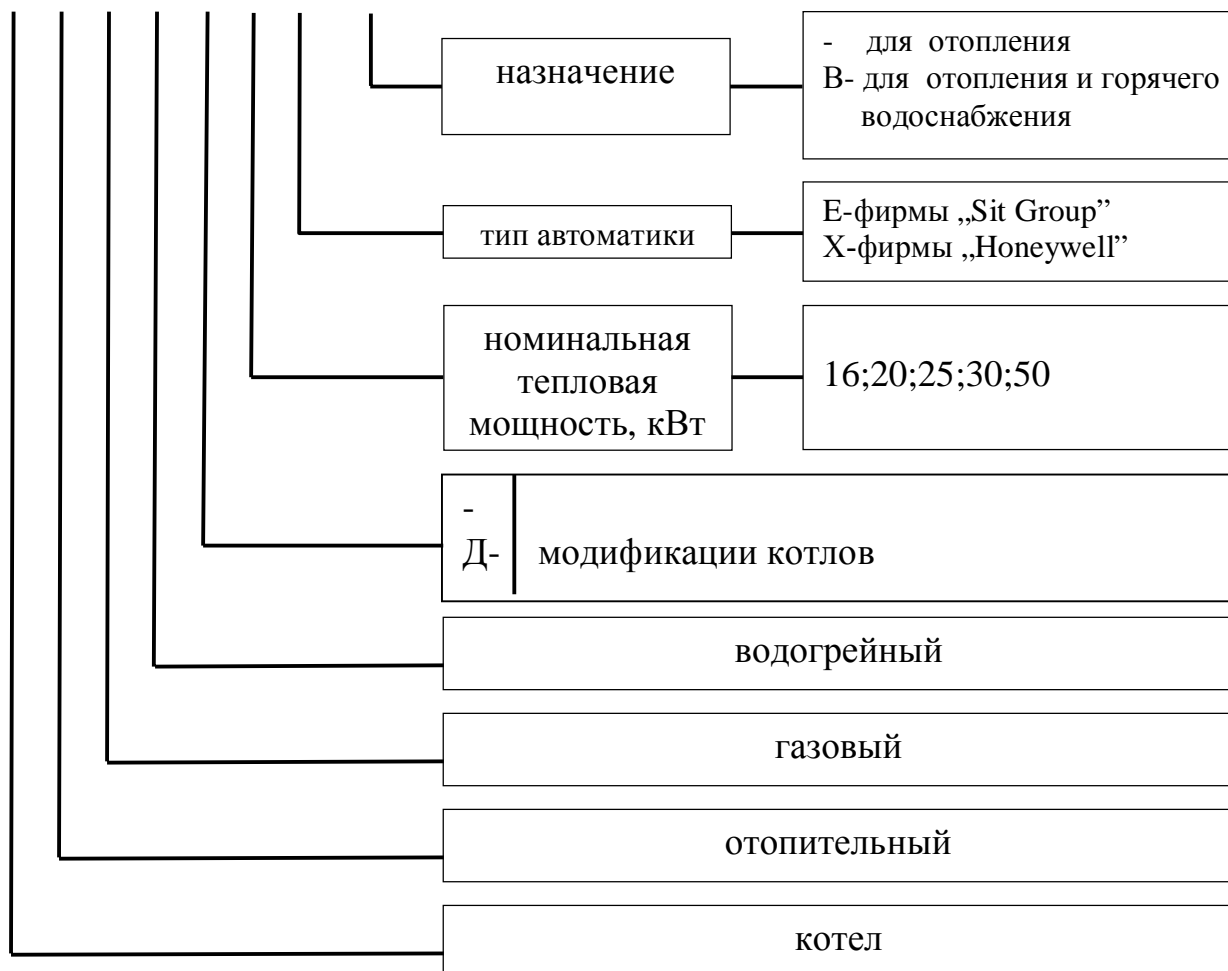 назначение
- для отопления
В- для отопления и горячего
водоснабжения
тип автоматики
Е-фирмы „Sit Group”
Х-фирмы „Honeywell”
номинальная
тепловая
мощность, кВт
16;20;25;30;50
-
Д-
модификации котлов
водогрейный
газовый
отопительный
котел